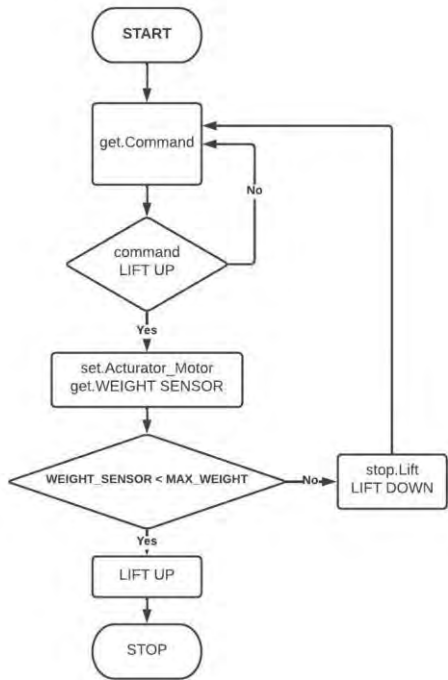 START
get.Command
No
command
LIFT UP
Yes
set.Acturator_Motor
get.WEIGHT SENSOR
WEIGHT_SENSOR < MAX_WEIGHT
No
stop.Lift
LIFT DOWN
Yes
LIFT UP
STOP